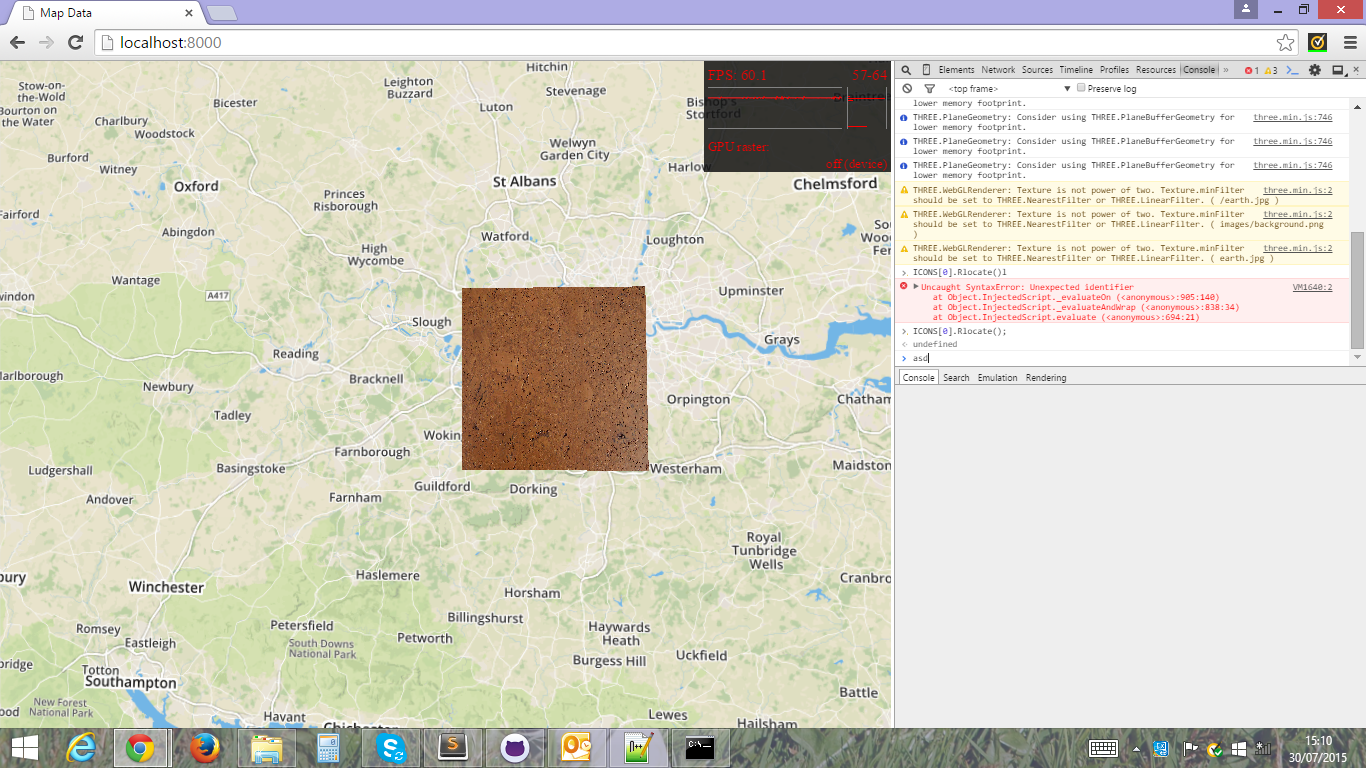 Map Data
localhost:8000
Hitchin
Stow-on-
the-Wold
Bourton on
the Water
Leighton
Buzzard
Stevenage
Bicester
Luton
Bishop's
Stortford
Charlbury
Woodstock
Welwyn
Garden City
Burford
Witney
Oxford
Princes
Risborough
St Albans
Harlow
Chelmsford
Fairford
Abingdon
High
Wycombe
Watford
Loughton
Wantage
windon
A417
Upminster
Slough
Grays
Reading
Marlborough
Newbury
Bracknell
Orpington
Chatham
Tadley
Woking
Farnborough
Ludgershall
Basingstoke
Westerham
Maidston
Andover
Farnham
Guildford
Dorking
Royal
Tunbridge
Wells
Haslemere
Cranbro
Winchester
Horsham
Billingshurst
Romsey
Eastleigh
Petersfield
Petworth
Haywards
Heath
South Downs
National Park
Uckfield
Burgess Hill
Totton
Southampton
Battle
New Forest
National Park
Havant
Chichester
Lewes
Hailsham
FPS: 60.1 57-64
GPU raster:
off (device)
Elements Network Sources Timeline Profiles Resources Console » 1 3
<top frame> Preserve log
lower memory footprint.
THREE.PlaneGeometry: Consider using THREE.PlaneBufferGeometry for three.min.js:746
lower memory footprint.
THREE.PlaneGeometry: Consider using THREE.PlaneBufferGeometry for three.min.js:746
lower memory footprint.
THREE.PlaneGeometry: Consider using THREE.PlaneBufferGeometry for three.min.js:746
lower memory footprint.
THREE.WebGLRenderer: Texture is not power of two. Texture.minFilter three.min.js:2
should be set to THREE.NearestFilter or THREE.LinearFilter. ( /earth.jpg )
THREE.WebGLRenderer: Texture is not power of two. Texture.minFilter three.min.js:2
should be set to THREE.NearestFilter or THREE.LinearFilter. ( images/background.png
)
THREE.WebGLRenderer: Texture is not power of two. Texture.minFilter three.min.js:2
should be set to THREE.NearestFilter or THREE.LinearFilter. ( earth.jpg )
ICONS[0].Rlocate()l
Uncaught SyntaxError: Unexpected identifier VM1640:2
at Object.InjectedScript._evaluateOn (<anonymous>:905:140)
at Object.InjectedScript._evaluateAndWrap (<anonymous>:838:34)
at Object.InjectedScript.evaluate (<anonymous>:694:21)
ICONS[0].Rlocate();
undefined
asd
Console Search Emulation Rendering
15:10
30/07/2015